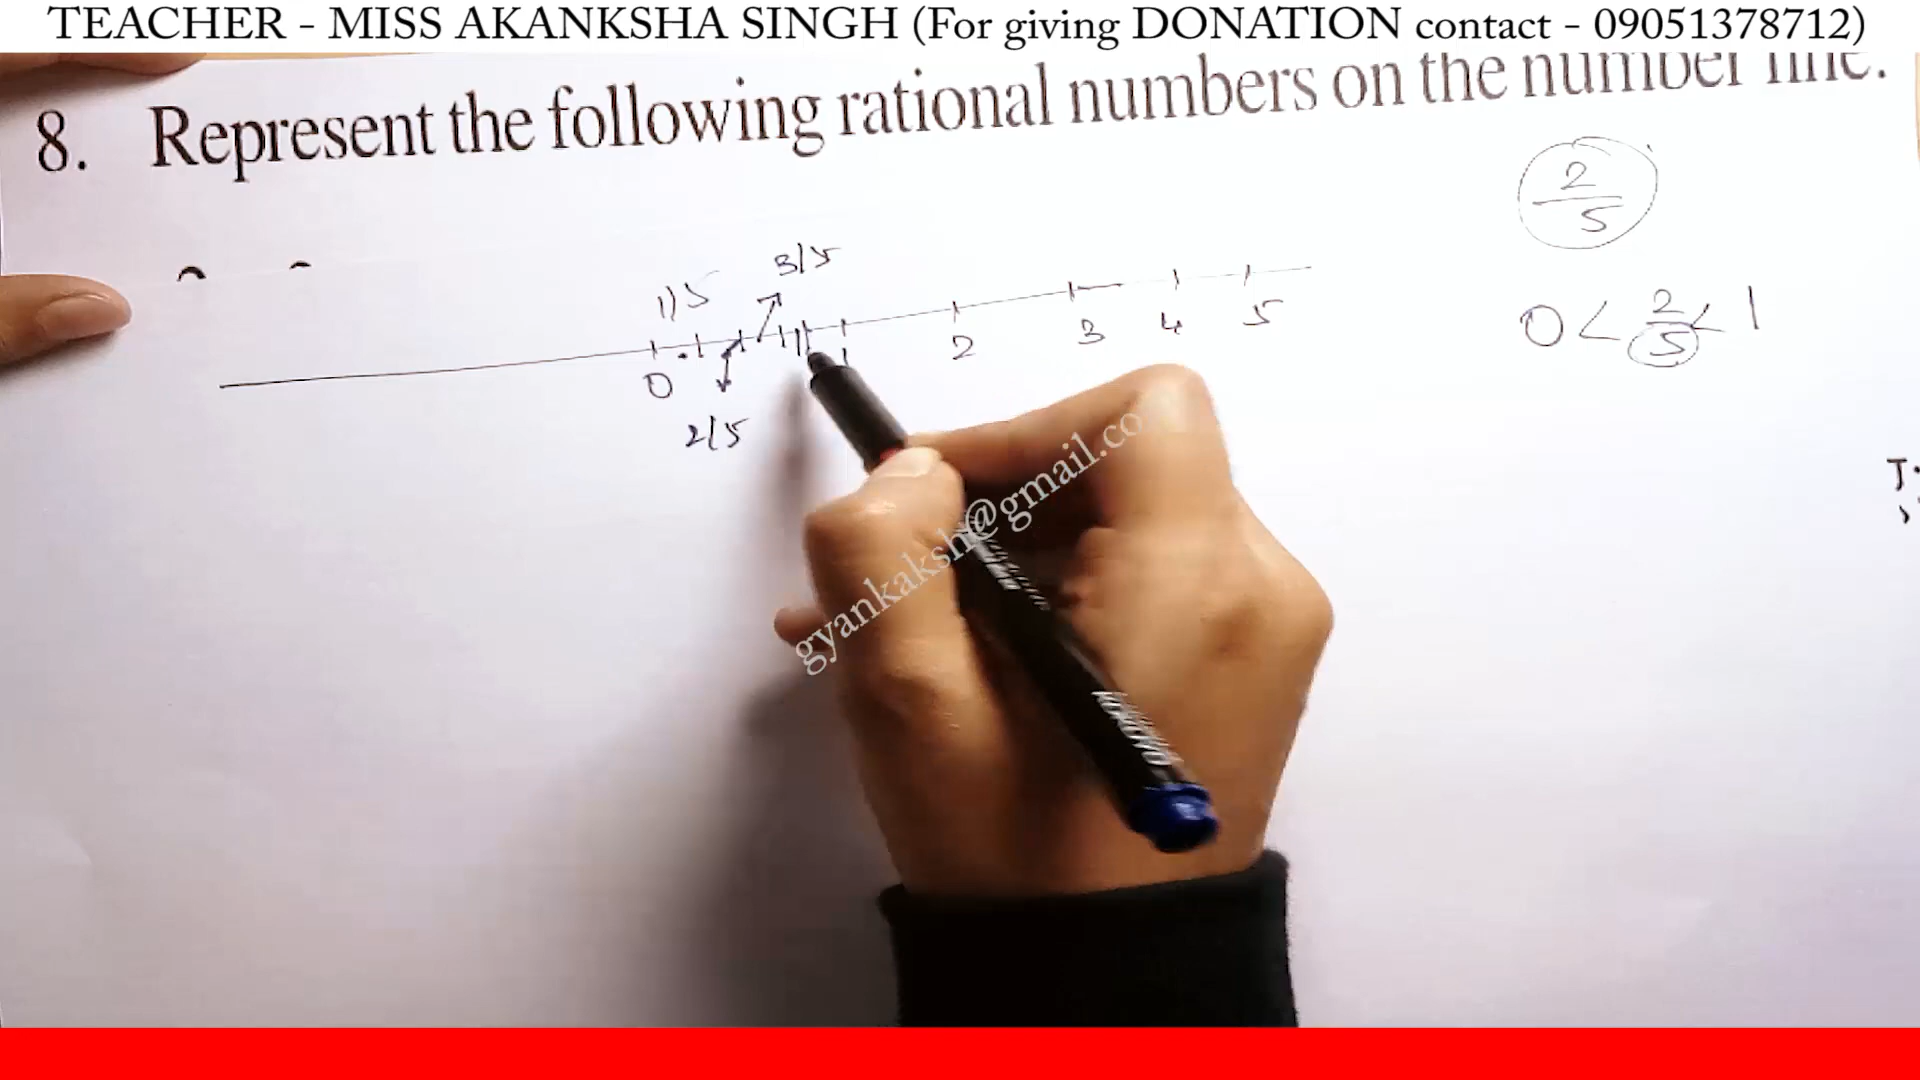 TEACHER - MISS AKANKSHA SINGH (For giving DONATION contact - 09051378712)
8. Represent the following rational numbers on the number line.
2/5
1/5 3/5
0 2 3 4 5
0 < 2/5 < 1
2/5
gyankaksh@gmail.co